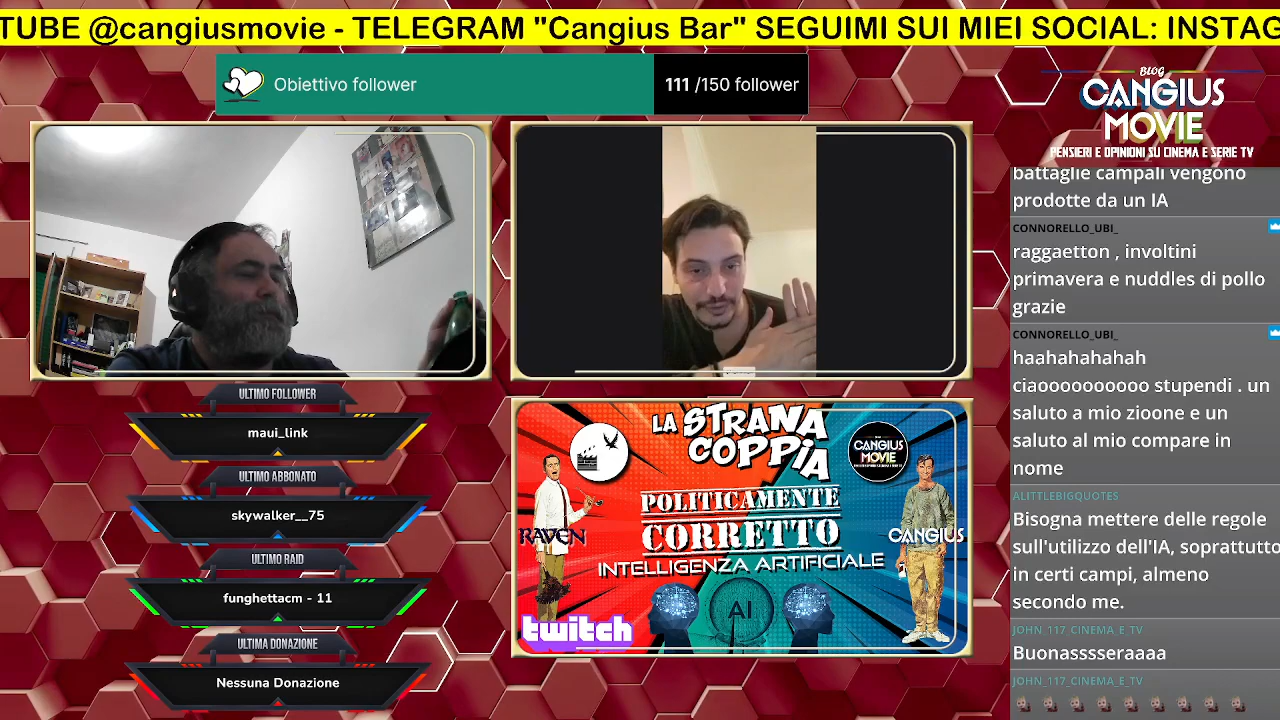 TUBE @cangiusmovie - TELEGRAM "Cangius Bar" SEGUIMI SUI MIEI SOCIAL: INSTAG
Obiettivo follower
111 /150 follower
BLOG
CANGIUS
MOVIE
PENSIERI E OPINIONI SU CINEMA E SERIE TV
battaglie campali vengono
prodotte da un IA
CONNORELLO_UBI_
raggaetton , involtini
primavera e nuddles di pollo
grazie
CONNORELLO_UBI_
haahahahahah
ciaoooooooooo stupendi . un
saluto a mio zioone e un
saluto al mio compare in
nome
ALITTLEBIGQUOTES
Bisogna mettere delle regole
sull'utilizzo dell'IA, soprattutto
in certi campi, almeno
secondo me.
JOHN_117_CINEMA_E_TV
Buonasssseraaaa
JOHN_117_CINEMA_E_TV
ULTIMO FOLLOWER
maui_link
ULTIMO ABBONATO
skywalker__75
ULTIMO RAID
funghettacm - 11
ULTIMA DONAZIONE
Nessuna Donazione
LA STRANA
COPPIA
CANGIUS
MOVIE
POLITICAMENTE
CORRETTO
RAVEN
CANGIUS
INTELLIGENZA ARTIFICIALE
AI
twitch